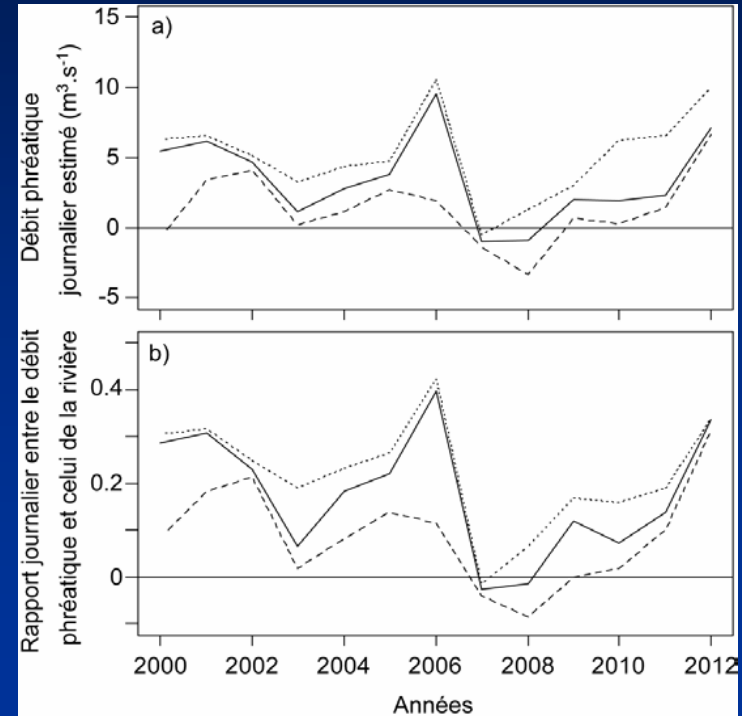 a)
Débit phréatique
journalier estimé (m³.s⁻¹)
15
10
5
0
-5
b)
Rapport journalier entre le débit
phréatique et celui de la rivière
0.4
0.2
0
2000 2002 2004 2006 2008 2010 2012
Années